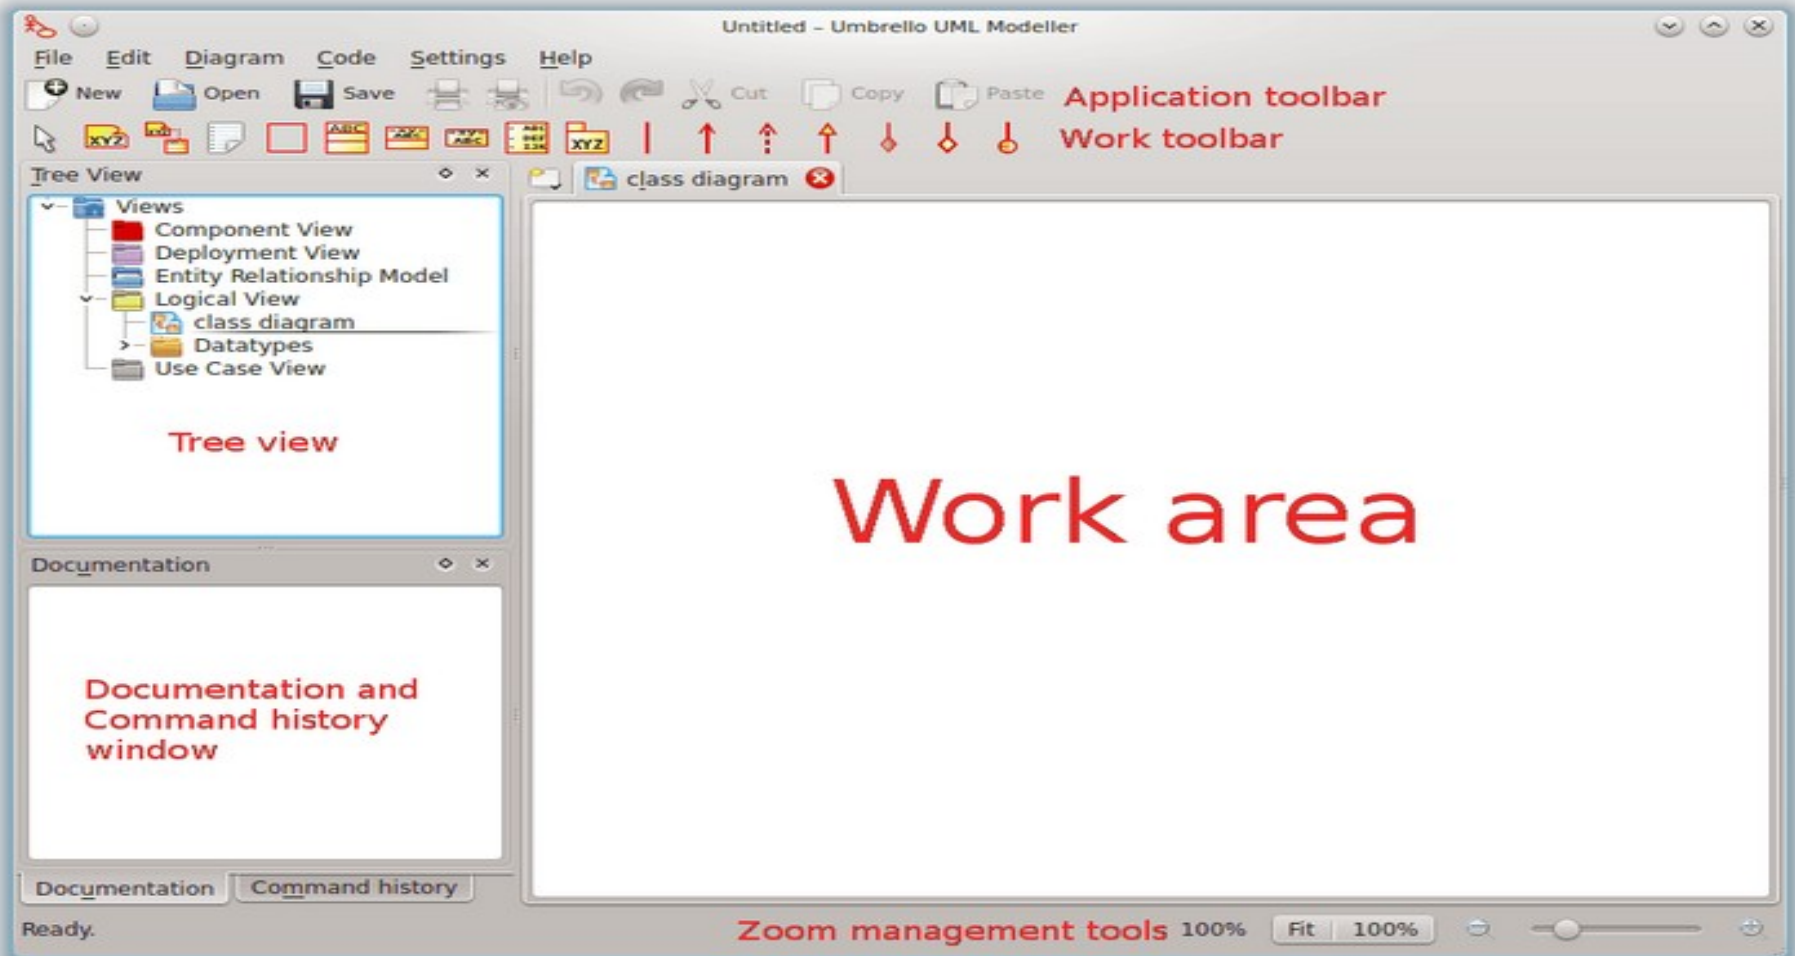 Untitled – Umbrello UML Modeller
File Edit Diagram Code Settings Help
New Open Save Cut Copy Paste Application toolbar
XYZ ABC XYZ Work toolbar
Tree View
class diagram
Views
Component View
Deployment View
Entity Relationship Model
Logical View
class diagram
Datatypes
Use Case View
Tree view
Work area
Documentation
Documentation and
Command history
window
Documentation Command history
Ready.
Zoom management tools 100% Fit 100%